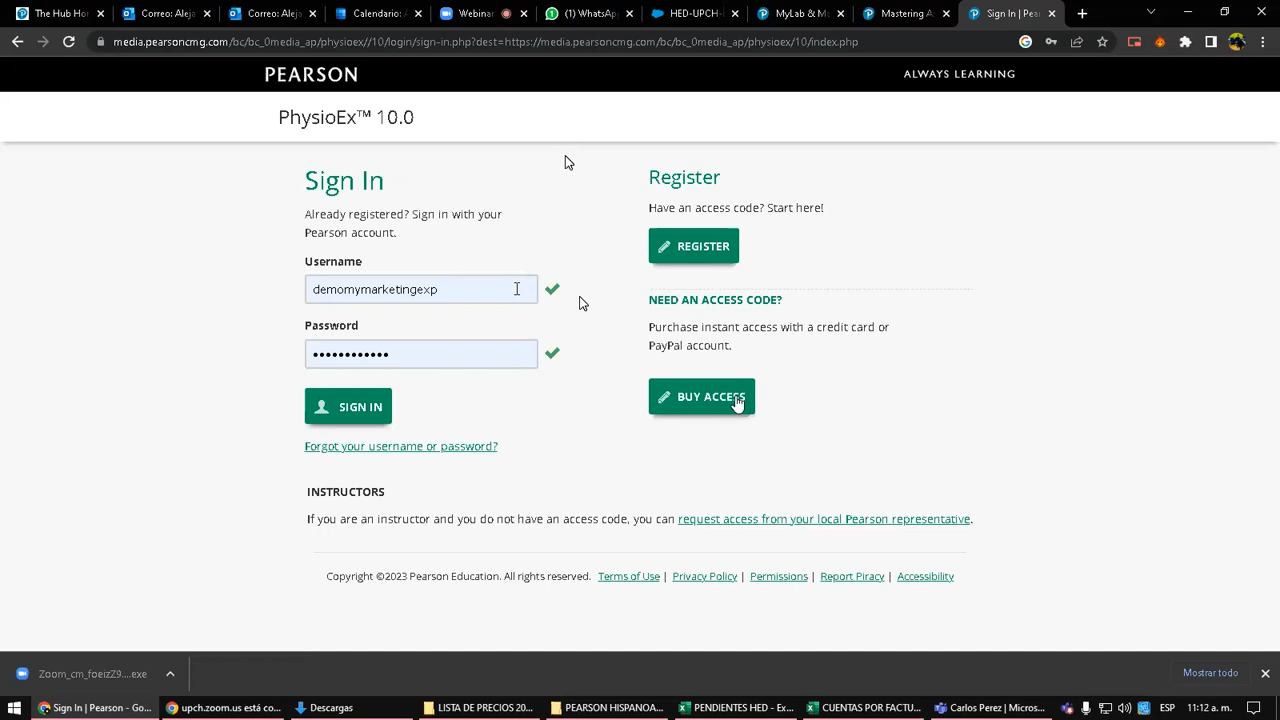 The Hub Hor
Correo: Aleja
Correo: Aleja
Calendario: A
Webinar
(1) WhatsApp
HED-UPCH-
MyLab & M
Mastering A
Sign In | Pear
media.pearsoncmg.com/bc/bc_0media_ap/physioex//10/login/sign-in.php?dest=https://media.pearsoncmg.com/bc/bc_0media_ap/physioex/10/index.php
PEARSON
ALWAYS LEARNING
PhysioEx™ 10.0
Sign In
Already registered? Sign in with your
Pearson account.
Username
demomymarketingexp
Password
••••••••••••
SIGN IN
Forgot your username or password?
Register
Have an access code? Start here!
REGISTER
NEED AN ACCESS CODE?
Purchase instant access with a credit card or
PayPal account.
BUY ACCESS
INSTRUCTORS
If you are an instructor and you do not have an access code, you can request access from your local Pearson representative.
Copyright ©2023 Pearson Education. All rights reserved. Terms of Use | Privacy Policy | Permissions | Report Piracy | Accessibility
Zoom_cm_foeizZ9....exe
Mostrar todo
Sign In | Pearson - Go...
upch.zoom.us está co...
Descargas
LISTA DE PRECIOS 20...
PEARSON HISPANOA...
PENDIENTES HED - Ex...
CUENTAS POR FACTU...
Carlos Perez | Micros...
ESP
11:12 a. m.